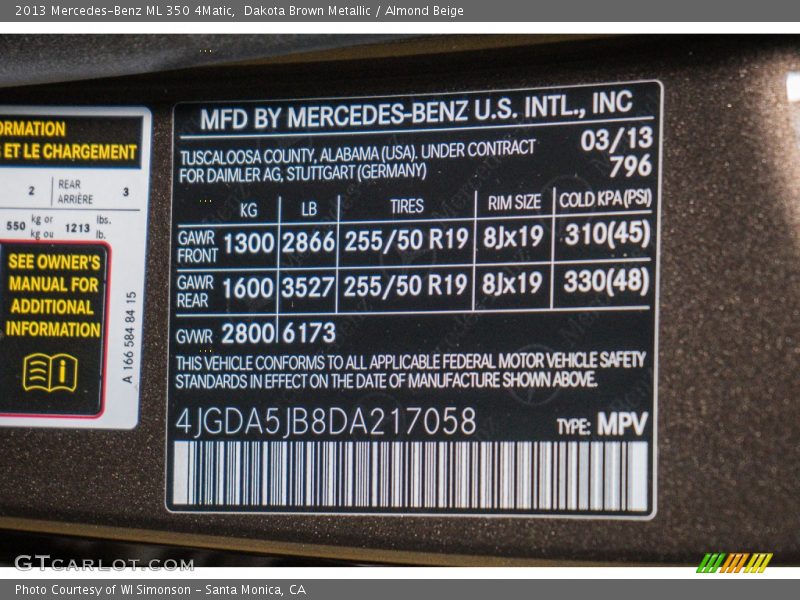 2013 Mercedes-Benz ML 350 4Matic, Dakota Brown Metallic / Almond Beige
ORMATION
ET LE CHARGEMENT
2 REAR ARRIÈRE 3
550 kg or kg ou 1213 lbs. lb.
SEE OWNER'S
MANUAL FOR
ADDITIONAL
INFORMATION
A 166 584 84 15
MFD BY MERCEDES-BENZ U.S. INTL., INC
TUSCALOOSA COUNTY, ALABAMA (USA). UNDER CONTRACT 03/13
FOR DAIMLER AG, STUTTGART (GERMANY) 796
KG LB TIRES RIM SIZE COLD KPA (PSI)
GAWR FRONT 1300 2866 255/50 R19 8Jx19 310(45)
GAWR REAR 1600 3527 255/50 R19 8Jx19 330(48)
GVWR 2800 6173
THIS VEHICLE CONFORMS TO ALL APPLICABLE FEDERAL MOTOR VEHICLE SAFETY
STANDARDS IN EFFECT ON THE DATE OF MANUFACTURE SHOWN ABOVE.
4JGDA5JB8DA217058 TYPE: MPV
GTCARLOT.COM
Photo Courtesy of WI Simonson - Santa Monica, CA